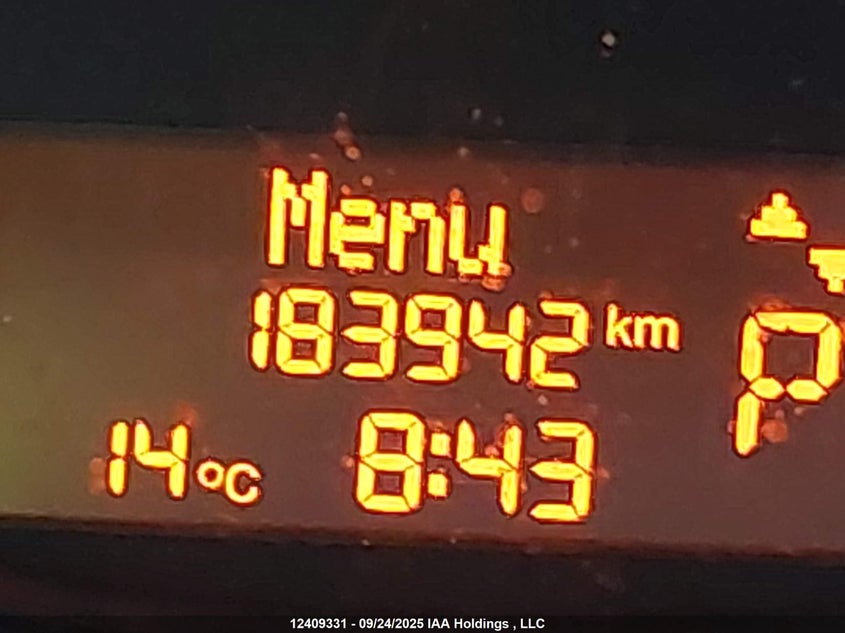 Menu
183942 km
P
14°C 8:43
12409331 - 09/24/2025 IAA Holdings , LLC